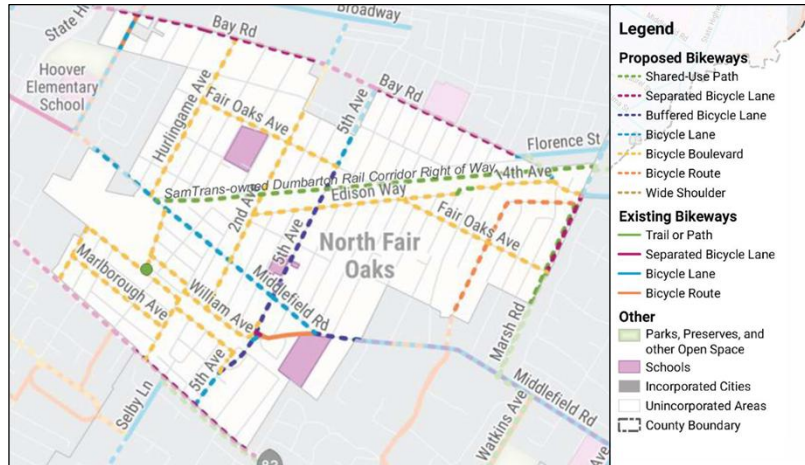 Broadway
State H
Bay Rd
Hoover
Elementary
School
Hurlingame Ave
Fair Oaks Ave
5th Ave
Bay Rd
Florence St
SamTrans-owned Dumbarton Rail Corridor Right of Way
14th Ave
2nd Ave
Edison Way
Fair Oaks Ave
5th Ave
North Fair
Oaks
Marlborough Ave
William Ave
Middlefield Rd
Marsh Rd
5th Ave
Selby Ln
Middlefield Rd
Watkins Ave
Ave
82
Legend
Proposed Bikeways
Shared-Use Path
Separated Bicycle Lane
Buffered Bicycle Lane
Bicycle Lane
Bicycle Boulevard
Bicycle Route
Wide Shoulder
Existing Bikeways
Trail or Path
Separated Bicycle Lane
Bicycle Lane
Bicycle Route
Other
Parks, Preserves, and
other Open Space
Schools
Incorporated Cities
Unincorporated Areas
County Boundary